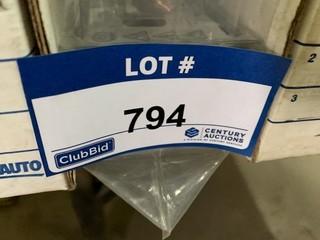 LOT #
794
ClubBid
CENTURY
AUCTIONS
AUTO
2
3